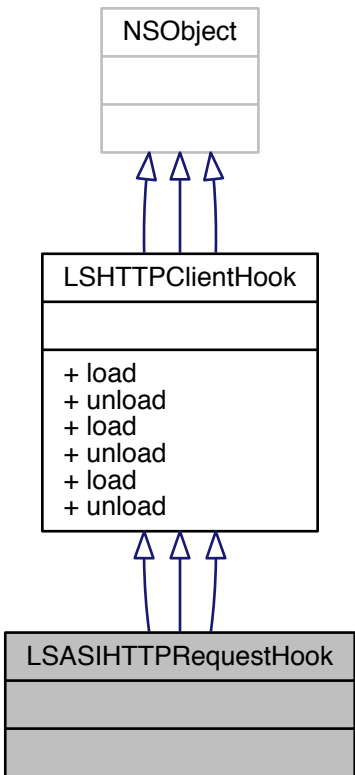 NSObject
LSHTTPClientHook
+ load
+ unload
+ load
+ unload
+ load
+ unload
LSASIHTTPRequestHook